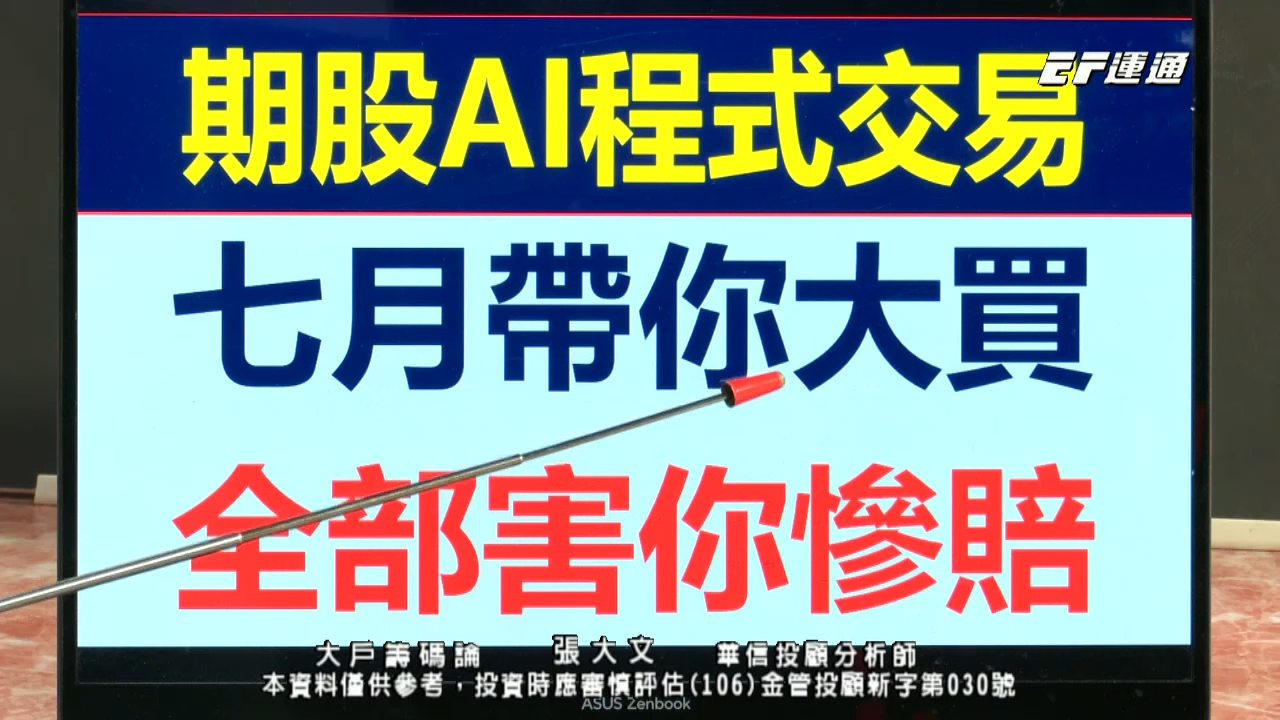 期股AI程式交易
EF運通
七月帶你大買
全部害你慘賠
大戶籌碼論 張大文 華信投顧分析師
本資料僅供參考，投資時應審慎評估(106)金管投顧新字第030號
ASUS Zenbook